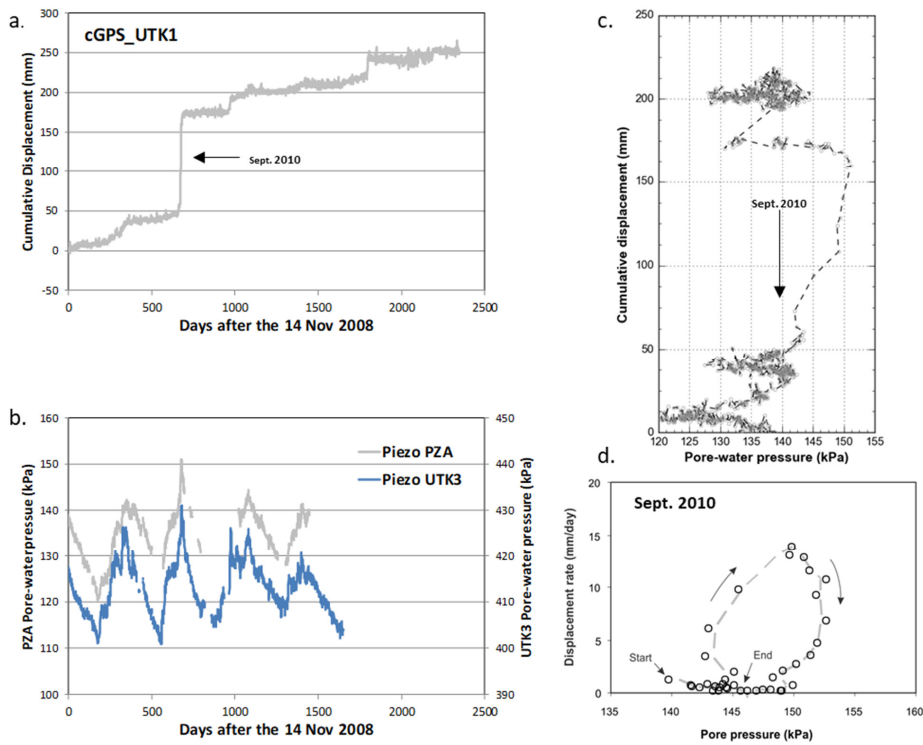 a.
cGPS_UTK1
300
250
200
150
100
50
0
-50
0 500 1000 1500 2000 2500
Cumulative Displacement (mm)
Sept. 2010
Days after the 14 Nov 2008
b.
160
150
140
130
120
110
100
450
440
430
420
410
400
390
0 500 1000 1500 2000 2500
PZA Pore-waterpressue (kPa)
UTK3 Pore-water pressure (kPa)
Piezo PZA
Piezo UTK3
Days after the 14 Nov 2008
c.
250
200
150
100
50
0
120 125 130 135 140 145 150 155
Cumulative displacement (mm)
Sept. 2010
Pore-water pressure (kPa)
d.
Sept. 2010
20
15
10
5
0
135 140 145 150 155 160
Displacement rate (mm/day)
Start
End
Pore pressure (kPa)